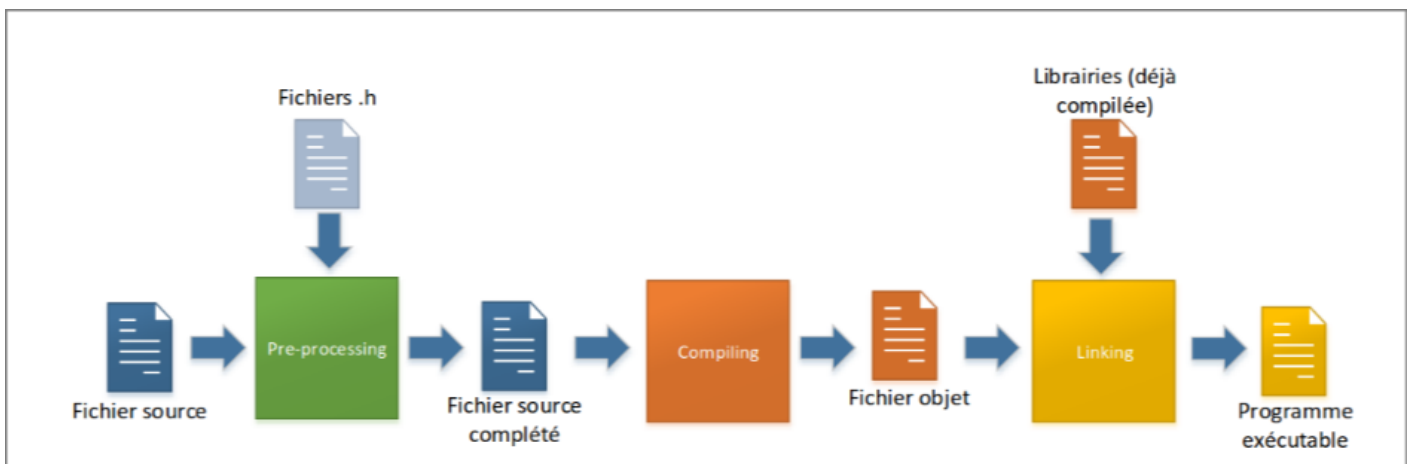 Fichiers .h
Librairies (déjà
compilée)
Pre-processing
Compiling
Linking
Fichier source
Fichier source
complété
Fichier objet
Programme
exécutable